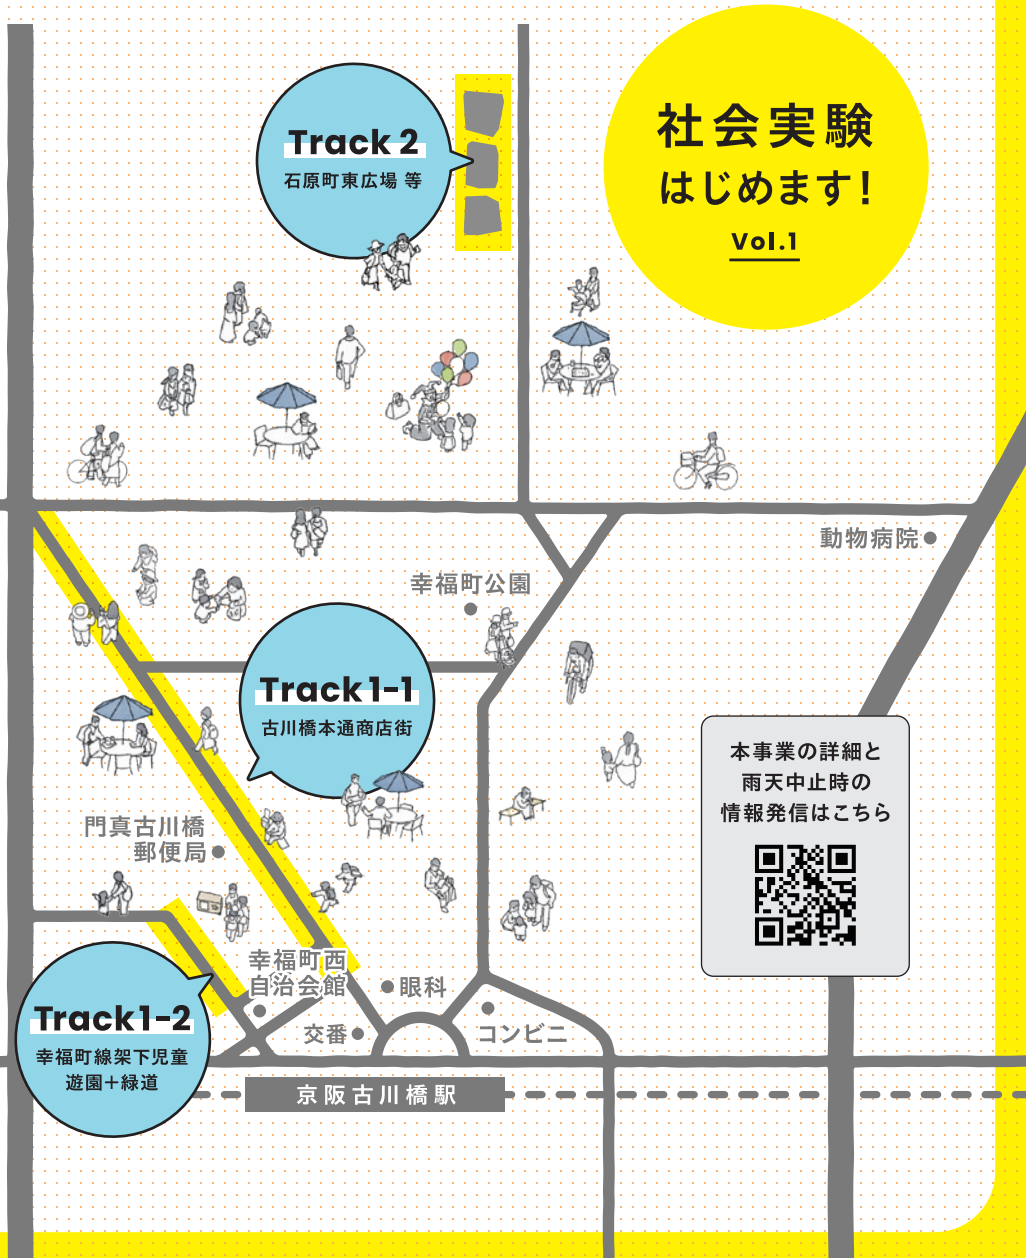 社会実験
はじめます!
Vol.1
Track 2
石原町東広場 等
動物病院
幸福町公園
Track1-1
古川橋本通商店街
本事業の詳細と
雨天中止時の
情報発信はこちら
門真古川橋
郵便局
幸福町西
自治会館
眼科
交番
コンビニ
Track1-2
幸福町線架下児童
遊園+緑道
京阪古川橋駅